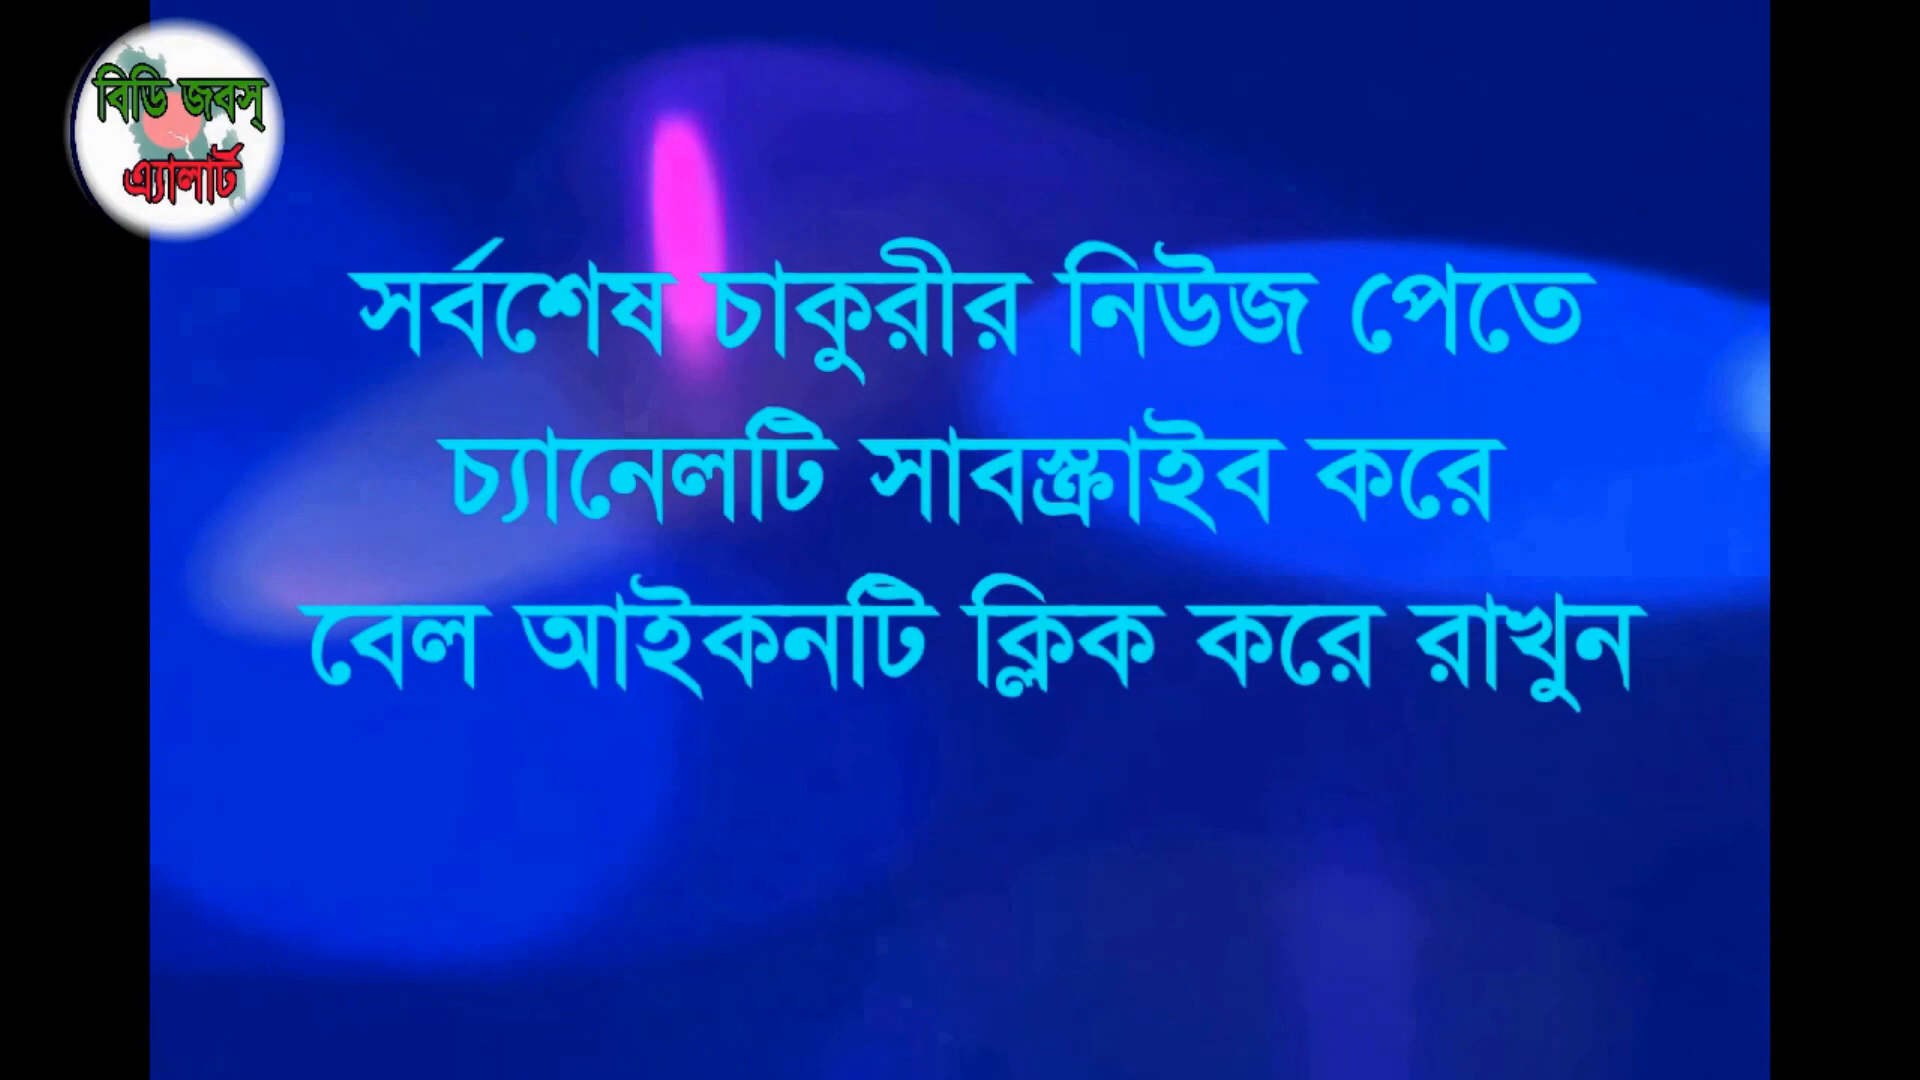 বিডি জবস্
এ্যালার্ট
সর্বশেষ চাকুরীর নিউজ পেতে
চ্যানেলটি সাবস্ক্রাইব করে
বেল আইকনটি ক্লিক করে রাখুন